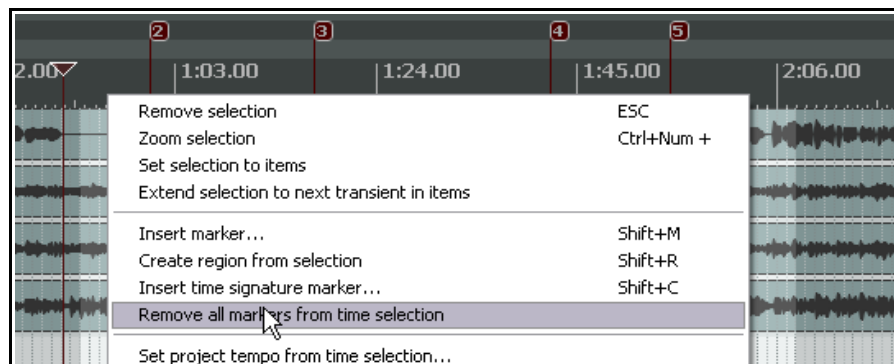 2 3 4 5
2.00 1:03.00 1:24.00 1:45.00 2:06.00
Remove selection ESC
Zoom selection Ctrl+Num +
Set selection to items
Extend selection to next transient in items
Insert marker... Shift+M
Create region from selection Shift+R
Insert time signature marker... Shift+C
Remove all markers from time selection
Set project tempo from time selection...